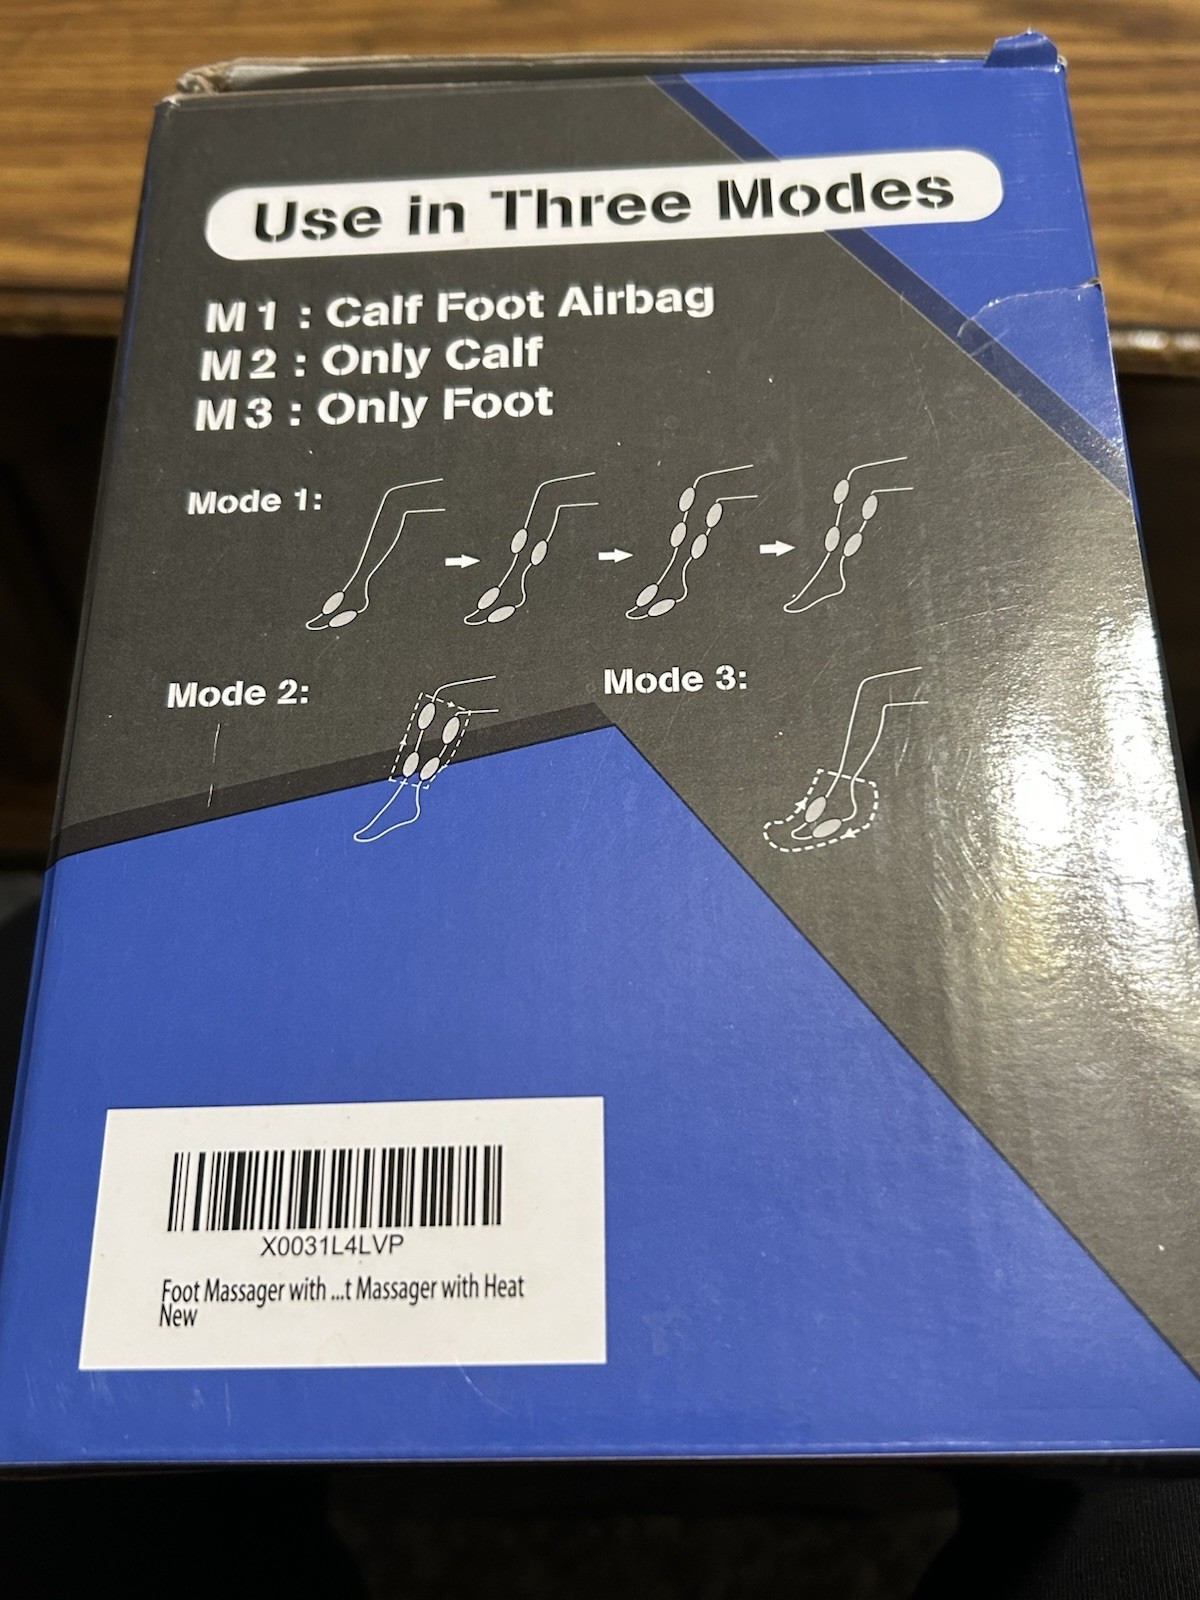 Use in Three Modes
M1 : Calf Foot Airbag
M2 : Only Calf
M3 : Only Foot
Mode 1:
Mode 2:
Mode 3:
X0031L4LVP
Foot Massager with ...t Massager with Heat
New